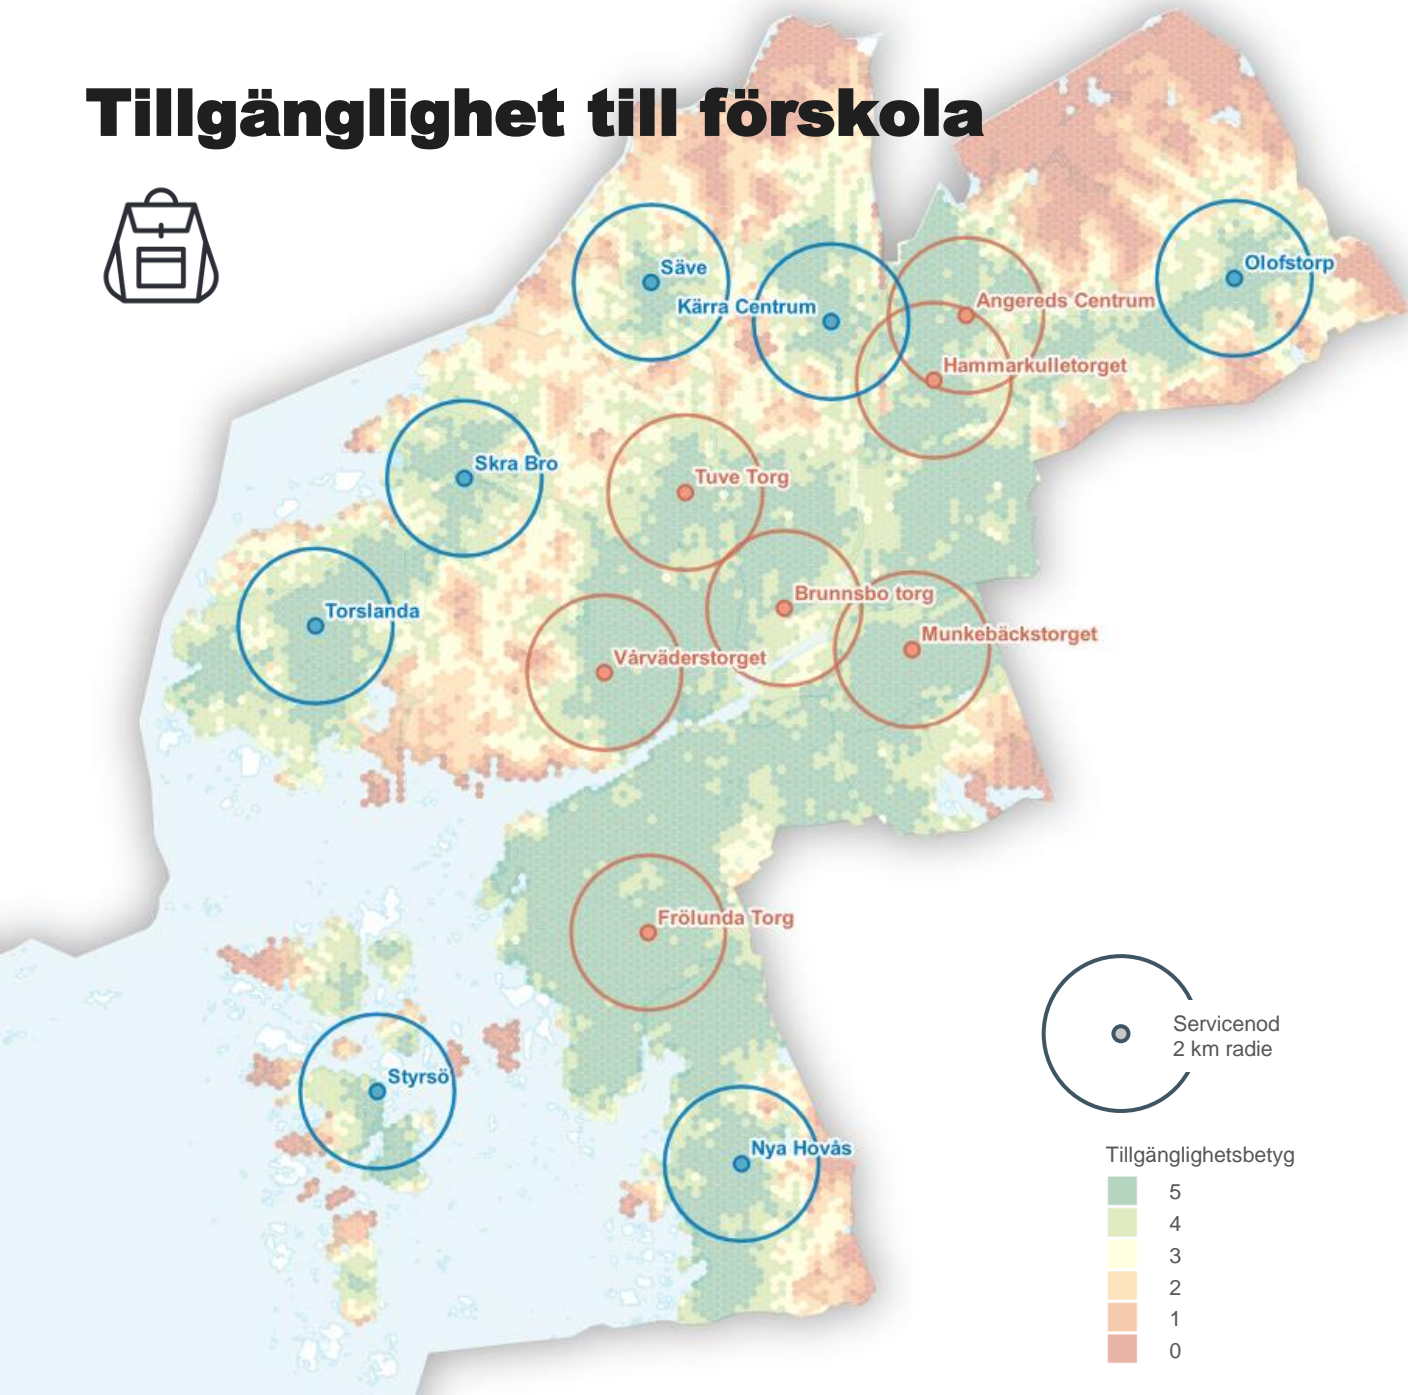 Tillgänglighet till förskola
Säve
Olofstorp
Kärra Centrum
Angereds Centrum
Hammarkulletorget
Skra Bro
Tuve Torg
Brunnsbo torg
Torslanda
Munkebäckstorget
Vårväderstorget
Frölunda Torg
Servicenod
2 km radie
Styrsö
Nya Hovås
Tillgänglighetsbetyg
5
4
3
2
1
0